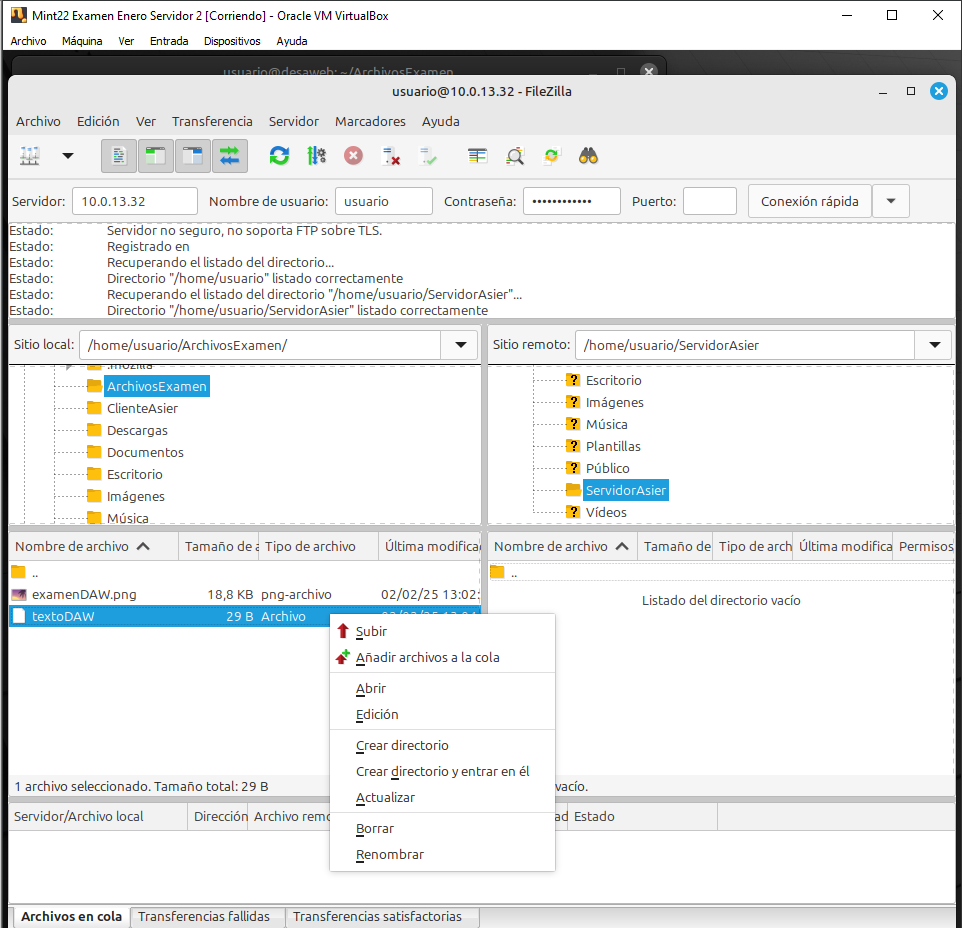 Mint22 Examen Enero Servidor 2 [Corriendo] - Oracle VM VirtualBox
Archivo Máquina Ver Entrada Dispositivos Ayuda
usuario@desaweb: ~/ArchivosExamen
usuario@10.0.13.32 - FileZilla
Archivo Edición Ver Transferencia Servidor Marcadores Ayuda
Servidor: 10.0.13.32 Nombre de usuario: usuario Contraseña: •••••••••••• Puerto: Conexión rápida
Estado: Servidor no seguro, no soporta FTP sobre TLS.
Estado: Registrado en
Estado: Recuperando el listado del directorio...
Estado: Directorio "/home/usuario" listado correctamente
Estado: Recuperando el listado del directorio "/home/usuario/ServidorAsier"...
Estado: Directorio "/home/usuario/ServidorAsier" listado correctamente
Sitio local: /home/usuario/ArchivosExamen/
.mozilla
ArchivosExamen
ClienteAsier
Descargas
Documentos
Escritorio
Imágenes
Música
Sitio remoto: /home/usuario/ServidorAsier
Escritorio
Imágenes
Música
Plantillas
Público
ServidorAsier
Vídeos
Nombre de archivo Tamaño de a Tipo de archivo Última modifica
..
examenDAW.png 18,8 KB png-archivo 02/02/25 13:02:
textoDAW 29 B Archivo
1 archivo seleccionado. Tamaño total: 29 B
Nombre de archivo Tamaño de Tipo de arch Última modifica Permisos
..
Listado del directorio vacío
vacío.
Subir
Añadir archivos a la cola
Abrir
Edición
Crear directorio
Crear directorio y entrar en él
Actualizar
Borrar
Renombrar
Servidor/Archivo local Dirección Archivo remo ad Estado
Archivos en cola Transferencias fallidas Transferencias satisfactorias